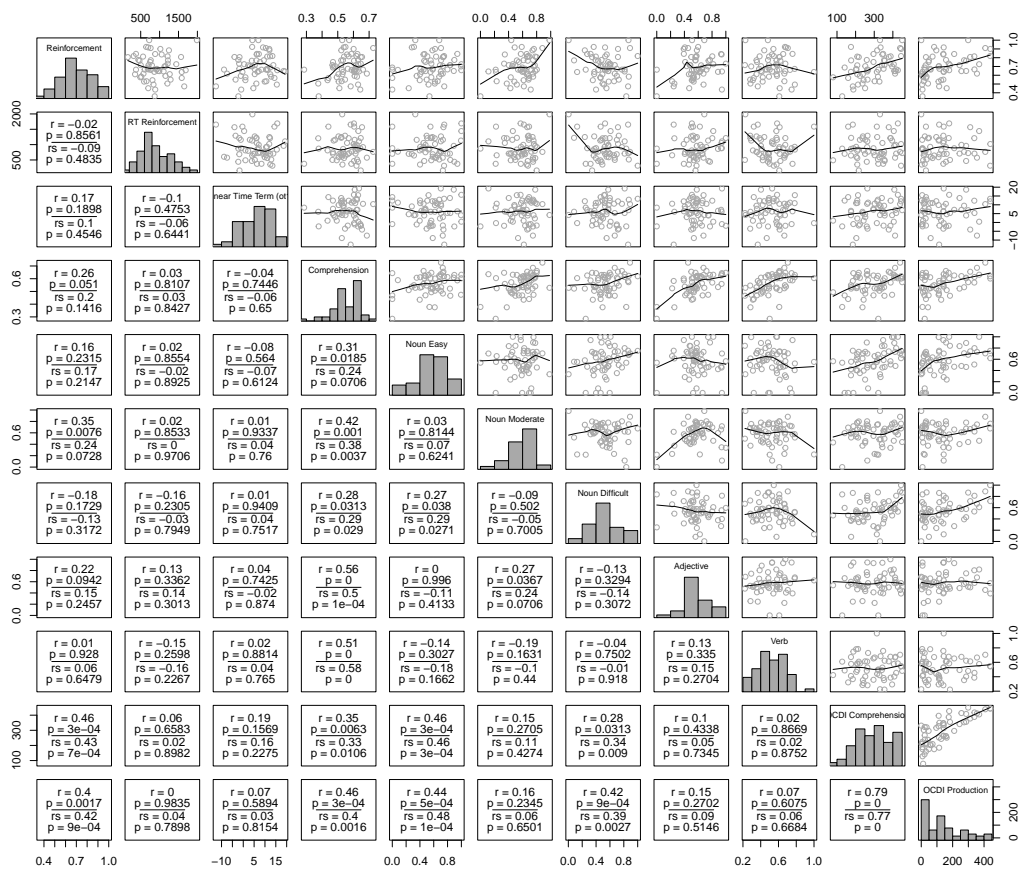 500 1500 0.3 0.5 0.7 0.0 0.4 0.8 0.0 0.4 0.8 100 300
Reinforcement
0.4 0.7 1.0
500 2000
r = −0.02
p = 0.8561
rs = −0.09
p = 0.4835
RT Reinforcement
r = 0.17
p = 0.1898
rs = 0.1
p = 0.4546
r = −0.1
p = 0.4753
rs = −0.06
p = 0.6441
near Time Term (ot
−10 5 15 20
0.3 0.6
r = 0.26
p = 0.051
rs = 0.2
p = 0.1416
r = 0.03
p = 0.8107
rs = 0.03
p = 0.8427
r = −0.04
p = 0.7446
rs = −0.06
p = 0.65
Comprehension
r = 0.16
p = 0.2315
rs = 0.17
p = 0.2147
r = 0.02
p = 0.8554
rs = −0.02
p = 0.8925
r = −0.08
p = 0.564
rs = −0.07
p = 0.6124
r = 0.31
p = 0.0185
rs = 0.24
p = 0.0706
Noun Easy
0.0 0.6
0.0 0.6
r = 0.35
p = 0.0076
rs = 0.24
p = 0.0728
r = 0.02
p = 0.8533
rs = 0
p = 0.9706
r = 0.01
p = 0.9337
rs = 0.04
p = 0.76
r = 0.42
p = 0.001
rs = 0.38
p = 0.0037
r = 0.03
p = 0.8144
rs = 0.07
p = 0.6241
Noun Moderate
r = −0.18
p = 0.1729
rs = −0.13
p = 0.3172
r = −0.16
p = 0.2305
rs = −0.03
p = 0.7949
r = 0.01
p = 0.9409
rs = 0.04
p = 0.7517
r = 0.28
p = 0.0313
rs = 0.29
p = 0.029
r = 0.27
p = 0.038
rs = 0.29
p = 0.0271
r = −0.09
p = 0.502
rs = −0.05
p = 0.7005
Noun Difficult
0.0 0.6
0.0 0.6
r = 0.22
p = 0.0942
rs = 0.15
p = 0.2457
r = 0.13
p = 0.3362
rs = 0.14
p = 0.3013
r = 0.04
p = 0.7425
rs = −0.02
p = 0.874
r = 0.56
p = 0
rs = 0.5
p = 1e−04
r = 0
p = 0.996
rs = −0.11
p = 0.4133
r = 0.27
p = 0.0367
rs = 0.24
p = 0.0706
r = −0.13
p = 0.3294
rs = −0.14
p = 0.3072
Adjective
r = 0.01
p = 0.928
rs = 0.06
p = 0.6479
r = −0.15
p = 0.2598
rs = −0.16
p = 0.2267
r = 0.02
p = 0.8814
rs = 0.04
p = 0.765
r = 0.51
p = 0
rs = 0.58
p = 0
r = −0.14
p = 0.3027
rs = −0.18
p = 0.1662
r = −0.19
p = 0.1631
rs = −0.1
p = 0.44
r = −0.04
p = 0.7502
rs = −0.01
p = 0.918
r = 0.13
p = 0.335
rs = 0.15
p = 0.2704
Verb
0.2 0.6 1.0
100 300
r = 0.46
p = 3e−04
rs = 0.43
p = 7e−04
r = 0.06
p = 0.6583
rs = 0.02
p = 0.8982
r = 0.19
p = 0.1569
rs = 0.16
p = 0.2275
r = 0.35
p = 0.0063
rs = 0.33
p = 0.0106
r = 0.46
p = 3e−04
rs = 0.46
p = 3e−04
r = 0.15
p = 0.2705
rs = 0.11
p = 0.4274
r = 0.28
p = 0.0313
rs = 0.34
p = 0.009
r = 0.1
p = 0.4338
rs = 0.05
p = 0.7345
r = 0.02
p = 0.8669
rs = 0.02
p = 0.8752
OCDI Comprehensio
r = 0.4
p = 0.0017
rs = 0.42
p = 9e−04
r = 0
p = 0.9835
rs = 0.04
p = 0.7898
r = 0.07
p = 0.5894
rs = 0.03
p = 0.8154
r = 0.46
p = 3e−04
rs = 0.4
p = 0.0016
r = 0.44
p = 5e−04
rs = 0.48
p = 1e−04
r = 0.16
p = 0.2345
rs = 0.06
p = 0.6501
r = 0.42
p = 9e−04
rs = 0.39
p = 0.0027
r = 0.15
p = 0.2702
rs = 0.09
p = 0.5146
r = 0.07
p = 0.6075
rs = 0.06
p = 0.6684
r = 0.79
p = 0
rs = 0.77
p = 0
OCDI Production
0 200 400
0.4 0.7 1.0 −10 5 15 0.0 0.4 0.8 0.0 0.4 0.8 0.2 0.6 1.0 0 200 400